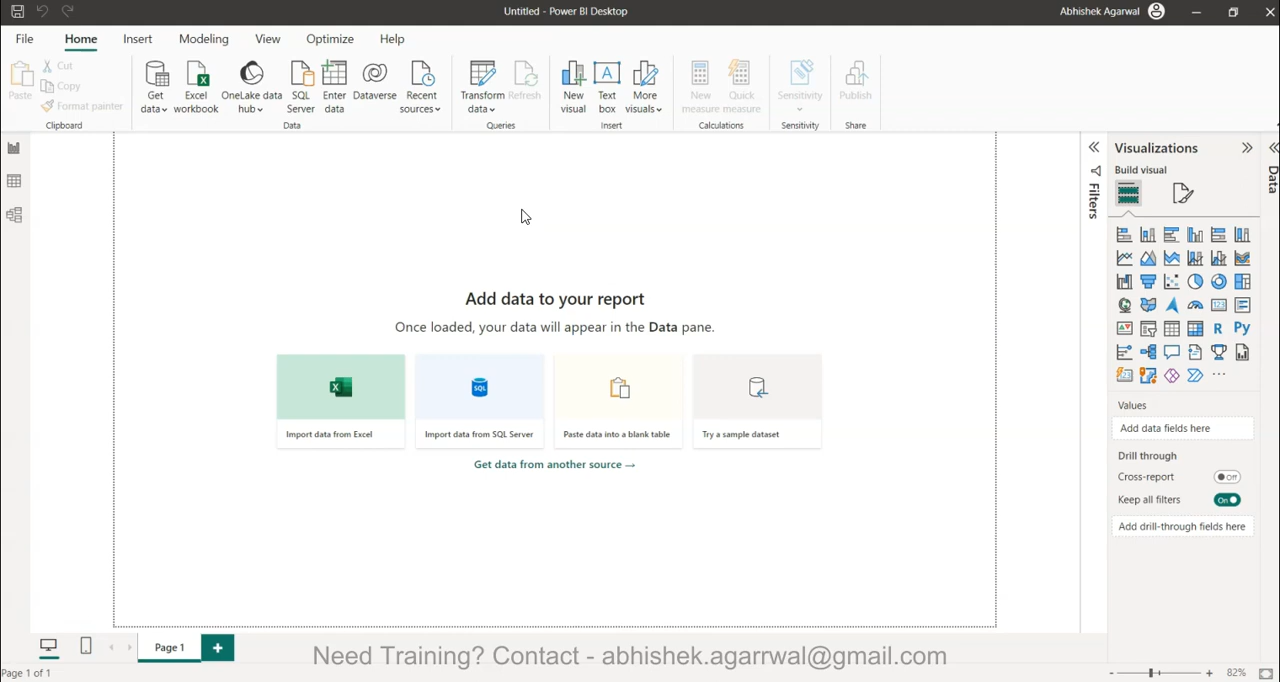 Untitled - Power BI Desktop
Abhishek Agarwal
File Home Insert Modeling View Optimize Help
Paste
Cut
Copy
Format painter
Clipboard
Get data
Excel workbook
OneLake data hub
SQL Server
Enter data
Dataverse
Recent sources
Data
Transform data
Refresh
Queries
New visual
Text box
More visuals
Insert
New measure
Quick measure
Calculations
Sensitivity
Sensitivity
Publish
Share
Add data to your report
Once loaded, your data will appear in the Data pane.
Import data from Excel
Import data from SQL Server
Paste data into a blank table
Try a sample dataset
Get data from another source →
Filters
Visualizations
Build visual
R
Py
Values
Add data fields here
Drill through
Cross-report
Off
Keep all filters
On
Add drill-through fields here
Data
Page 1
Need Training? Contact - abhishek.agarrwal@gmail.com
Page 1 of 1
82%